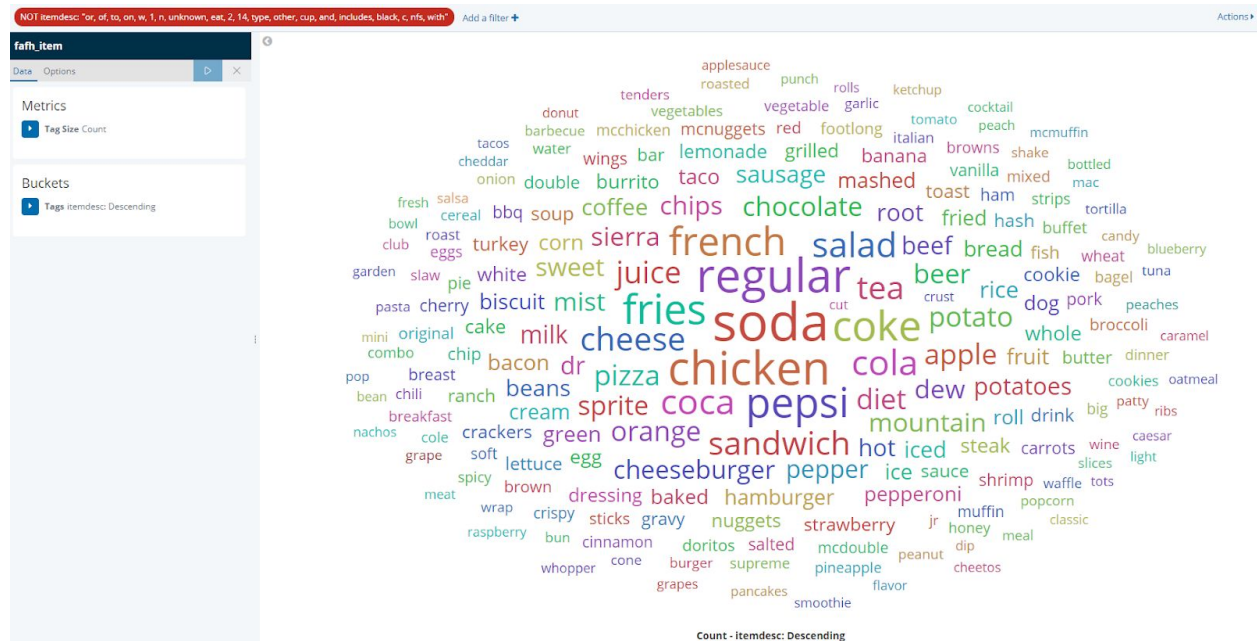 NOT itemdesc: "or, of, to, on, w, 1, n, unknown, eat, 2, 14, type, other, cup, and, includes, black, c, nfs, with" Add a filter + Actions
fafh_item
Data Options
Metrics
Tag Size Count
Buckets
Tags itemdesc: Descending
applesauce
roasted punch
tenders rolls ketchup
donut vegetables vegetable garlic cocktail
barbecue mcchicken mcnuggets red footlong italian tomato peach mcmuffin
tacos water wings bar lemonade grilled banana browns shake
cheddar onion double burrito taco sausage mashed vanilla mixed bottled mac
fresh salsa toast ham strips
bowl cereal bbq soup coffee chips chocolate root fried hash buffet tortilla
club roast eggs turkey corn sierra french salad beef bread fish candy wheat blueberry
garden slaw pie white sweet juice regular tea beer cookie bagel tuna
pasta cherry biscuit mist fries crust rice dog pork peaches
mini original cake milk cheese soda cut coke potato whole broccoli caramel
combo chip bacon dr pizza chicken cola apple fruit butter dinner
pop breast beans dew potatoes cookies oatmeal
bean chili ranch cream sprite coca pepsi diet mountain roll drink big patty ribs
breakfast
nachos cole crackers green orange sandwich hot iced steak carrots wine caesar
grape soft lettuce egg cheeseburger pepper ice sauce shrimp waffle slices light tots
spicy
meat brown dressing baked hamburger pepperoni popcorn
wrap crispy sticks gravy nuggets strawberry jr muffin honey classic
raspberry bun cinnamon doritos salted mcdouble peanut dip meal
whopper cone burger supreme pineapple cheetos
grapes pancakes flavor
smoothie
Count - itemdesc: Descending